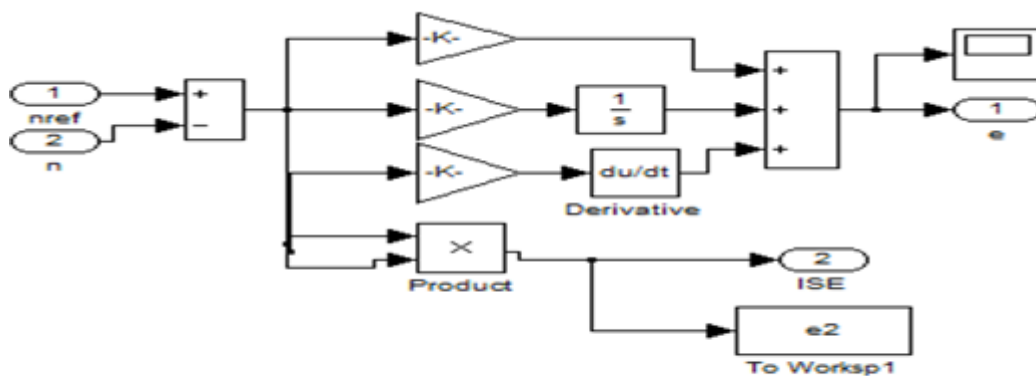 -K-
1
+
nref
-
2
n
+
-K-
1
s
+
1
e
-K-
du/dt
+
Derivative
×
Product
2
ISE
e2
To Worksp1